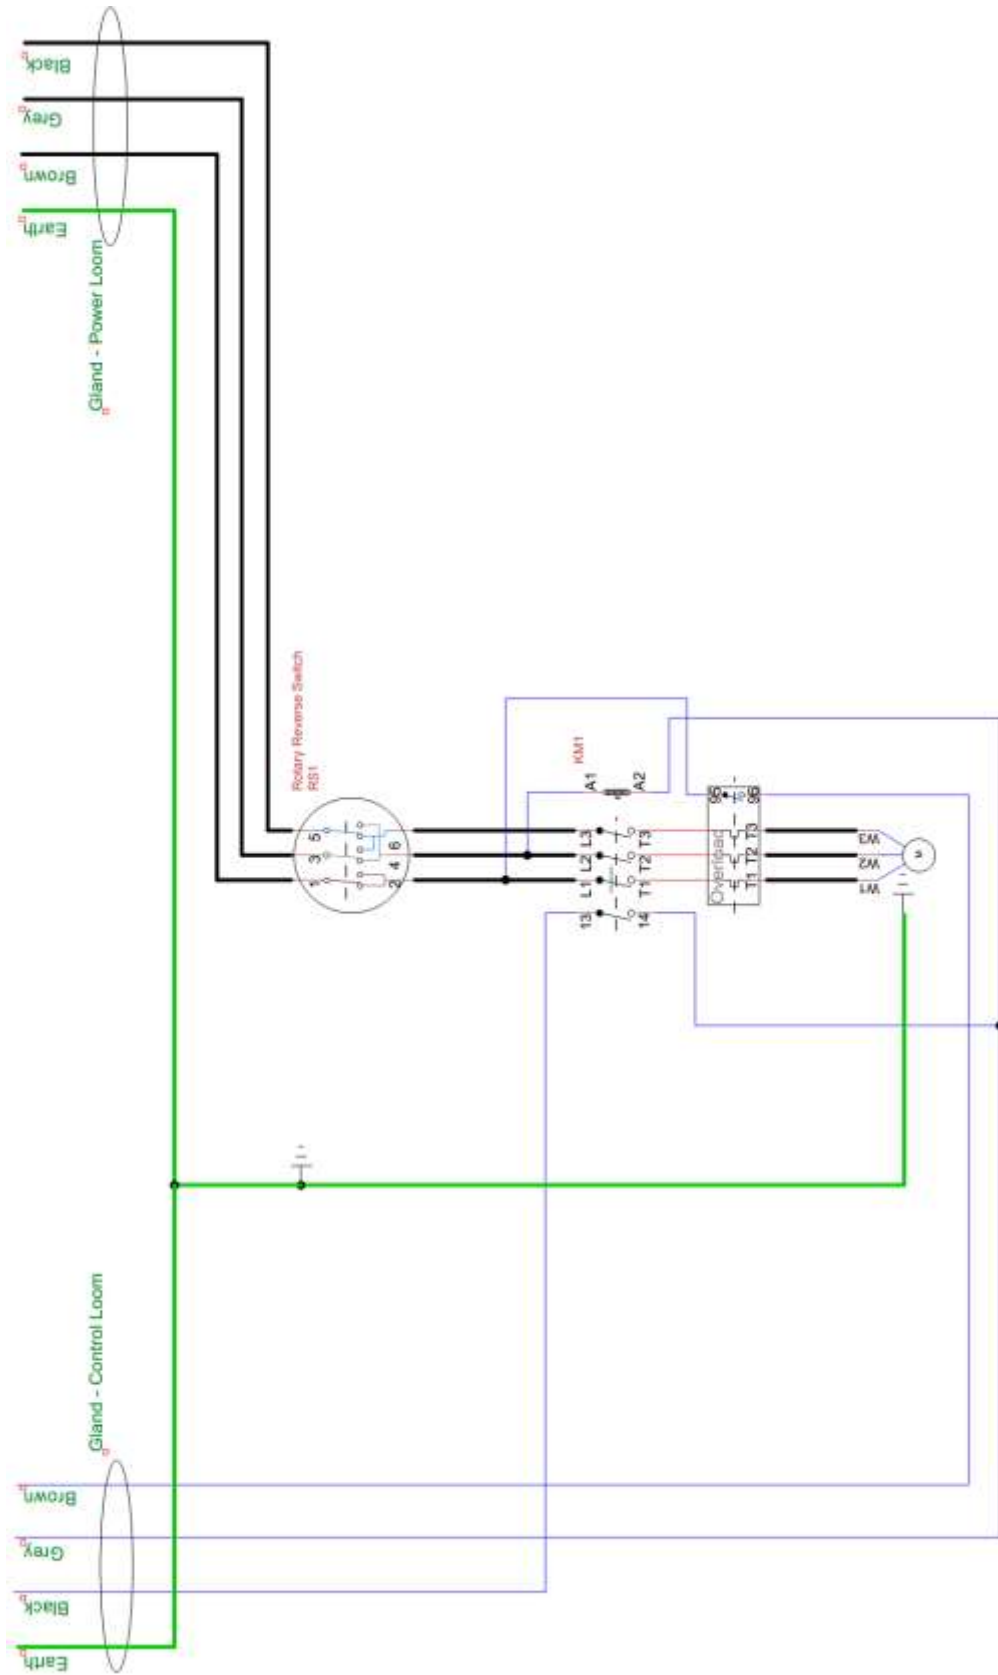 Black
Grey
Brown
Earth
Gland - Power Loom
Rotary Reverse Switch
RS1
5
3
1
6
4
2
KM1
A1
A2
L3
L2
L1
13
T3
T2
T1
14
Overload
95
96
T3
T2
T1
W3
W2
W1
Gland - Control Loom
Brown
Grey
Black
Earth